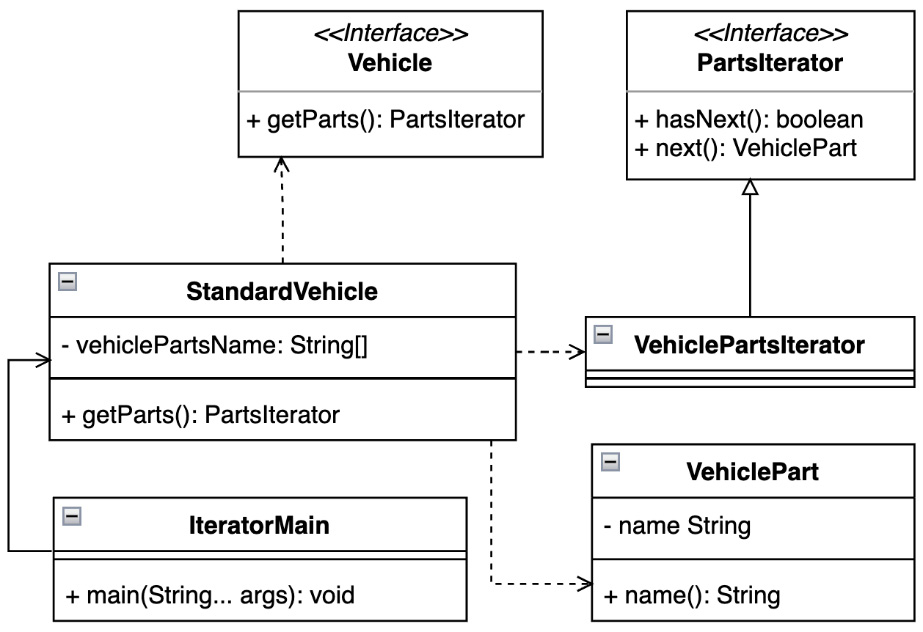 <<Interface>>
Vehicle
+ getParts(): PartsIterator
<<Interface>>
PartsIterator
+ hasNext(): boolean
+ next(): VehiclePart
StandardVehicle
- vehiclePartsName: String[]
+ getParts(): PartsIterator
VehiclePartsIterator
VehiclePart
- name String
+ name(): String
IteratorMain
+ main(String... args): void